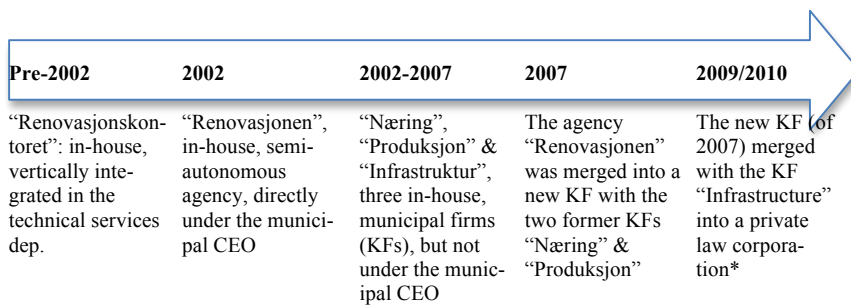 Pre-2002
2002
2002-2007
2007
2009/2010
“Renovasjonskon-
toret”: in-house,
vertically inte-
grated in the
technical services
dep.
“Renovasjonen”,
in-house, semi-
autonomous
agency, directly
under the munici-
pal CEO
“Næring”,
“Produksjon” &
“Infrastruktur”,
three in-house,
municipal firms
(KFs), but not
under the munic-
ipal CEO
The agency
“Renovasjonen”
was merged into a
new KF with the
two former KFs
“Næring” &
“Produksjon”
The new KF (of
2007) merged
with the KF
“Infrastructure”
into a private
law corpora-
tion*